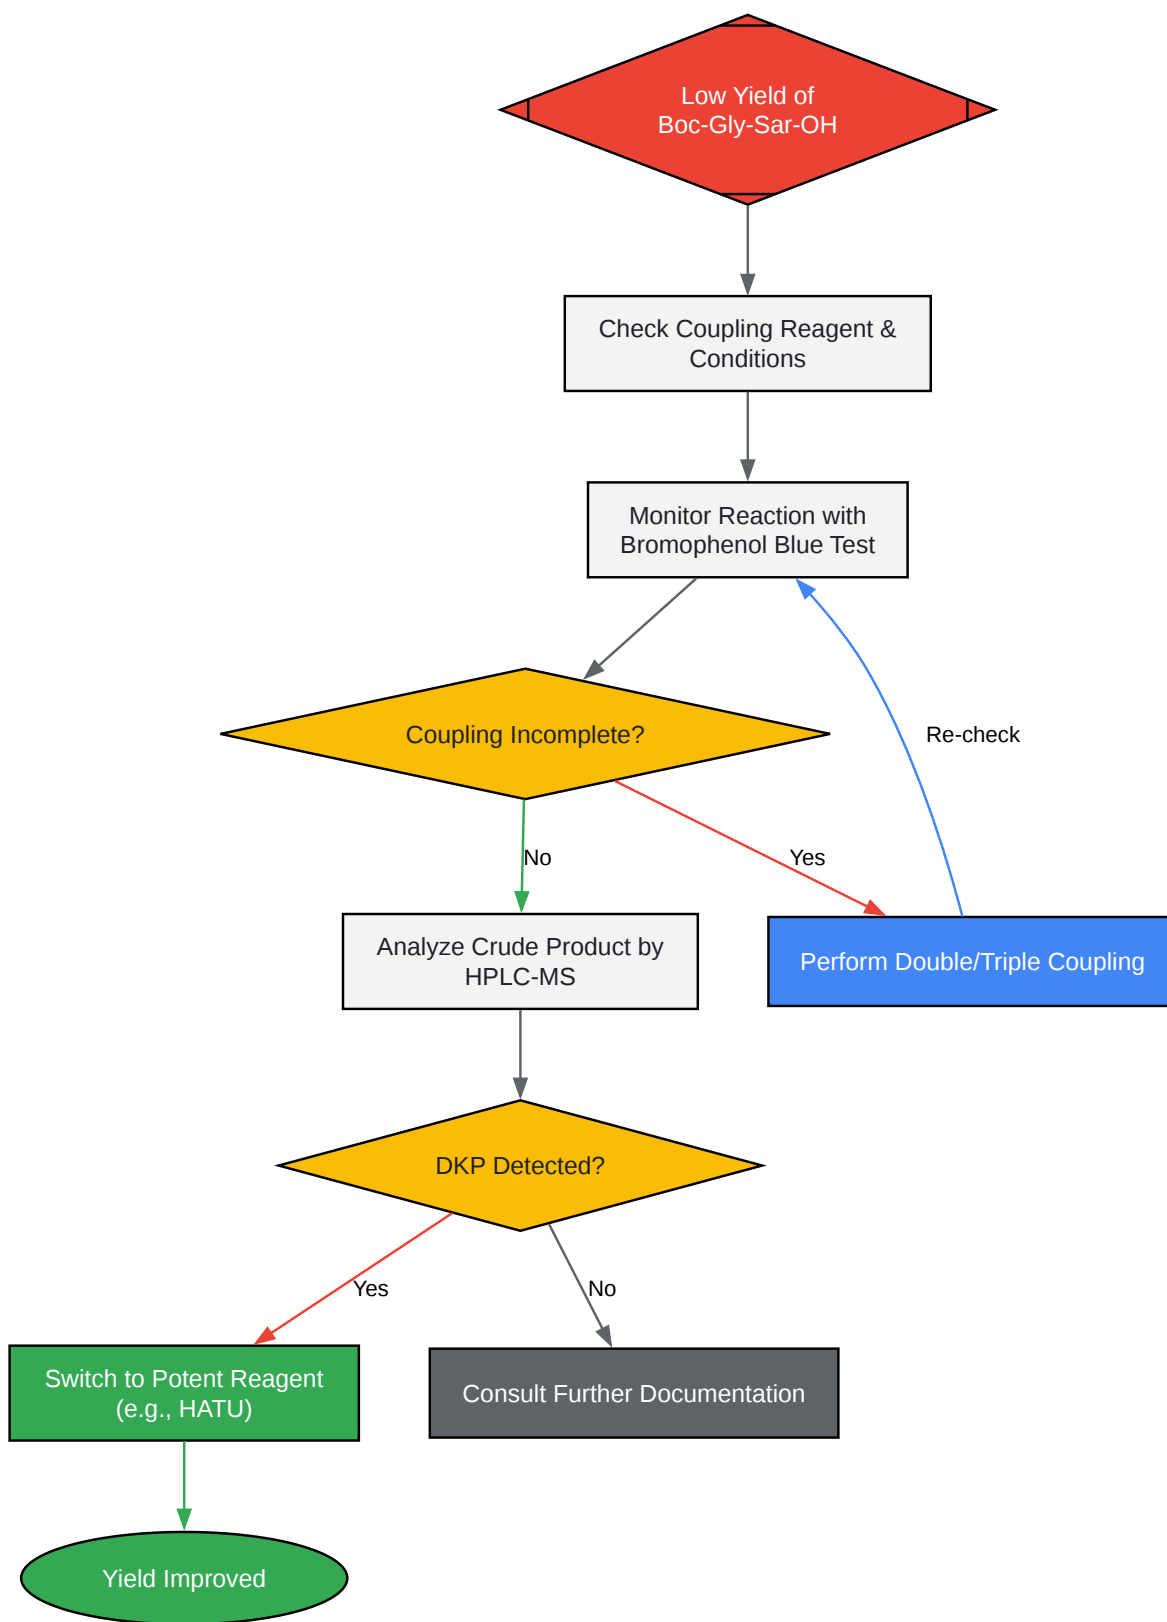 Low Yield of
Boc-Gly-Sar-OH
Check Coupling Reagent &
Conditions
Monitor Reaction with
Bromophenol Blue Test
Coupling Incomplete?
Re-check
No
Yes
Analyze Crude Product by
HPLC-MS
Perform Double/Triple Coupling
DKP Detected?
Yes
No
Switch to Potent Reagent
(e.g., HATU)
Consult Further Documentation
Yield Improved